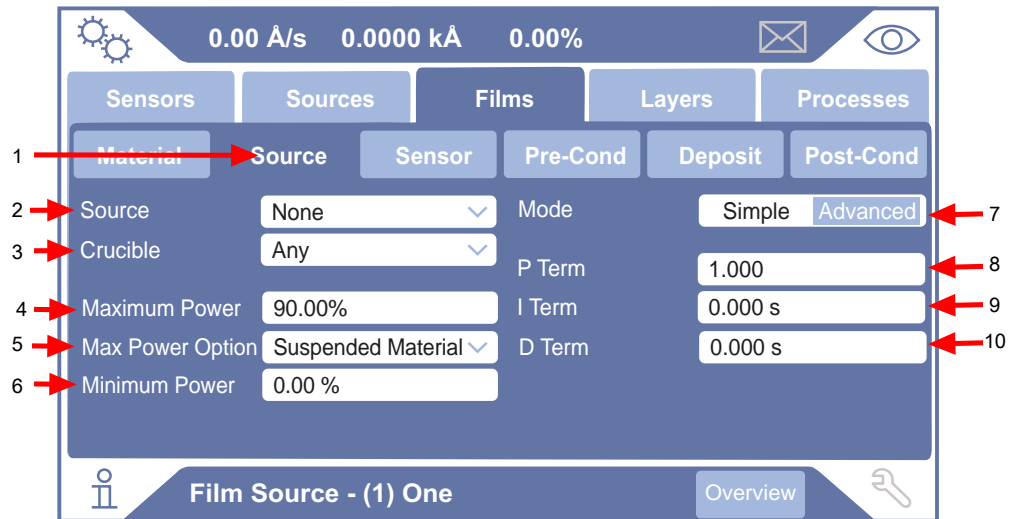 0.00 Å/s 0.0000 kÅ 0.00%
Sensors Sources Films Layers Processes
1 Material Source Sensor Pre-Cond Deposit Post-Cond
2 Source None Mode Simple Advanced 7
3 Crucible Any
P Term 1.000 8
4 Maximum Power 90.00% I Term 0.000 s 9
5 Max Power Option Suspended Material D Term 0.000 s 10
6 Minimum Power 0.00 %
Film Source - (1) One Overview